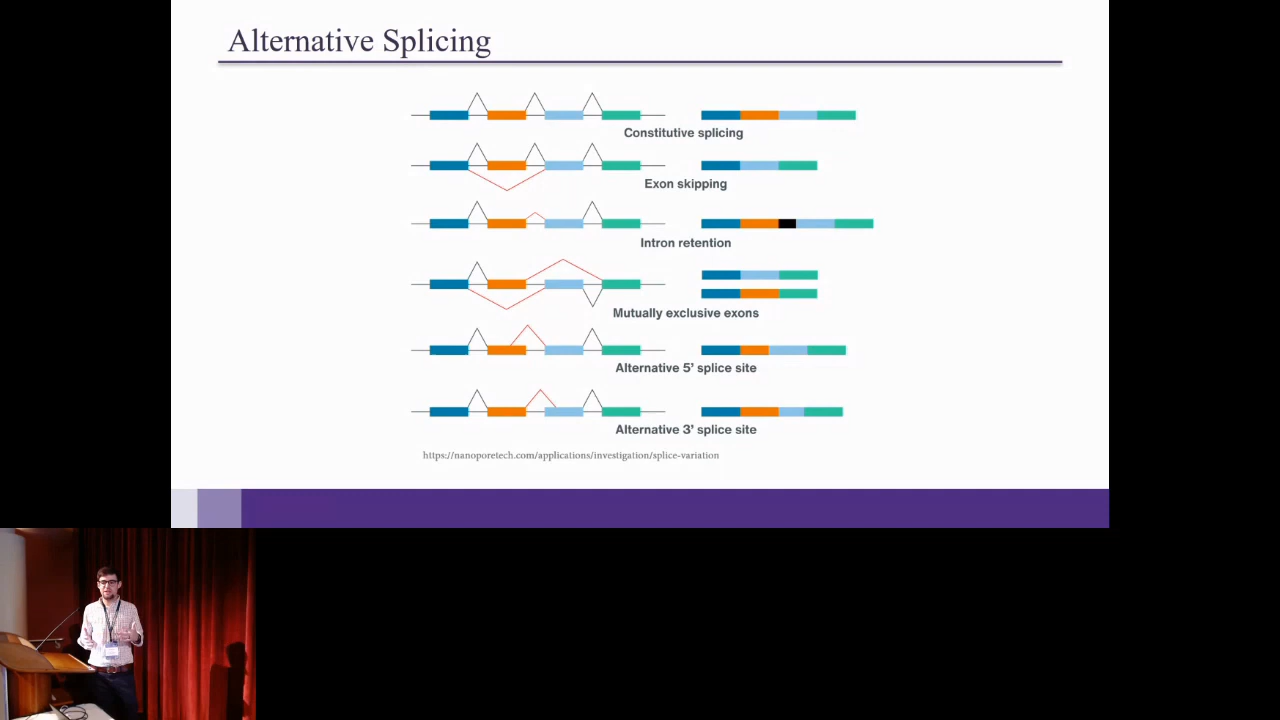 Alternative Splicing
Constitutive splicing
Exon skipping
Intron retention
Mutually exclusive exons
Alternative 5’ splice site
Alternative 3’ splice site
https://nanoporetech.com/applications/investigation/splice-variation